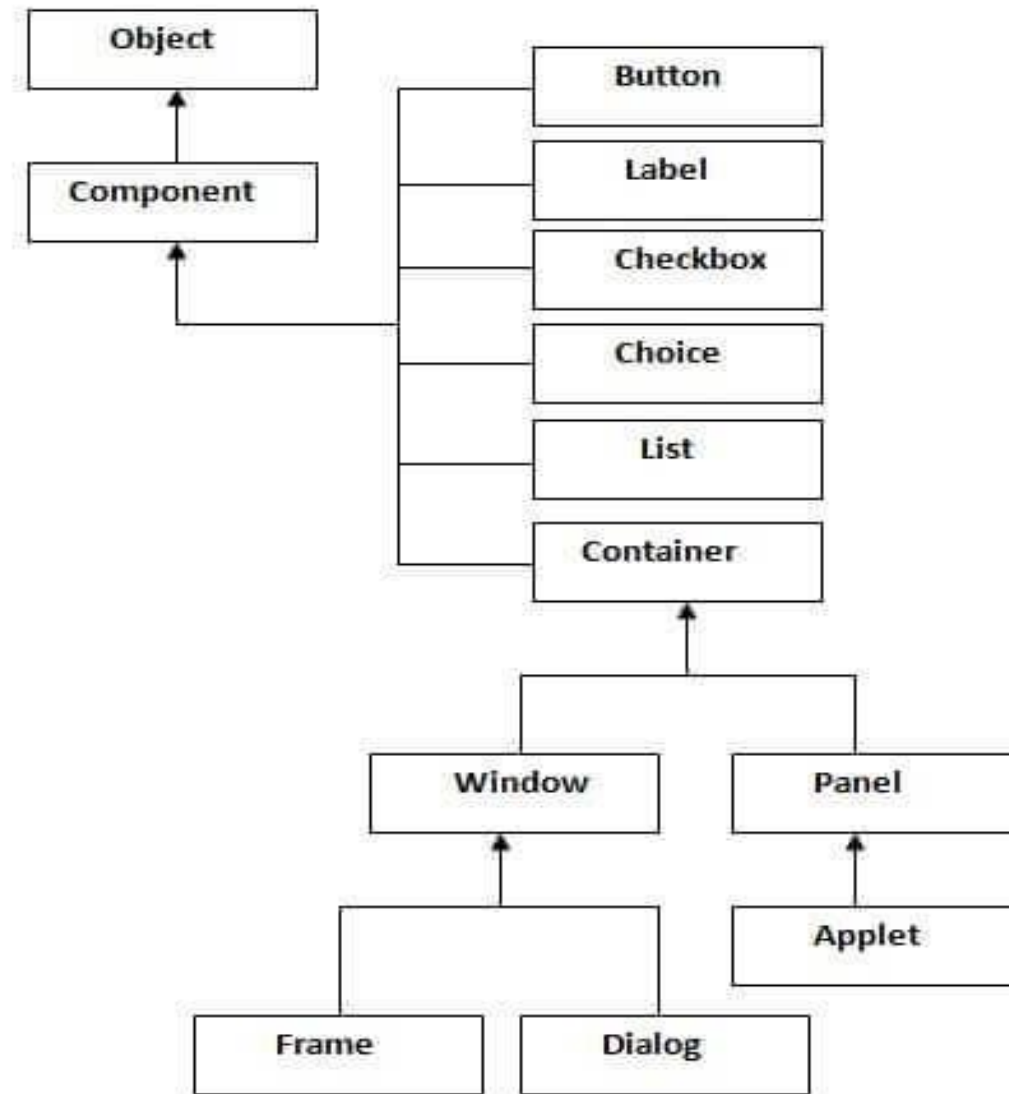 Object
Component
Button
Label
Checkbox
Choice
List
Container
Window
Panel
Applet
Frame
Dialog